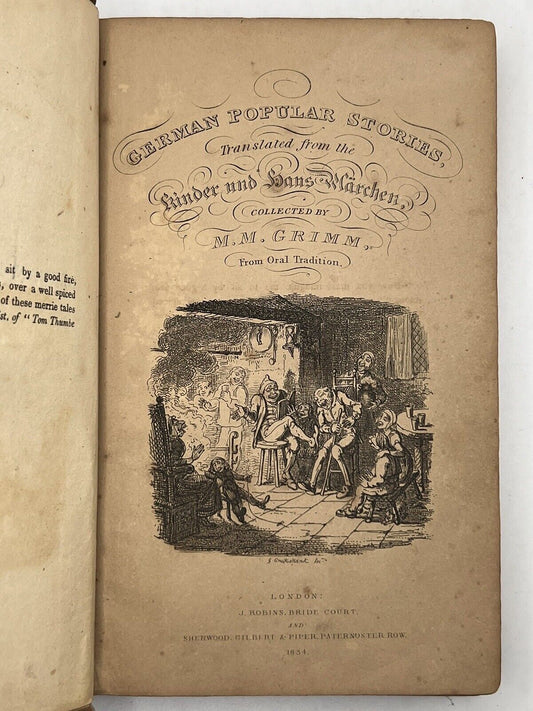 sit by a good fire,
over a well spiced
of these merrie tales
ist. of "Tom Thumbe
GERMAN POPULAR STORIES,
Translated from the
Kinder und Haus Märchen,
COLLECTED BY
M. M. GRIMM,
From Oral Tradition.
LONDON:
J. ROBINS, BRIDE COURT,
AND
SHERWOOD, GILBERT & PIPER, PATERNOSTER ROW.
1834.